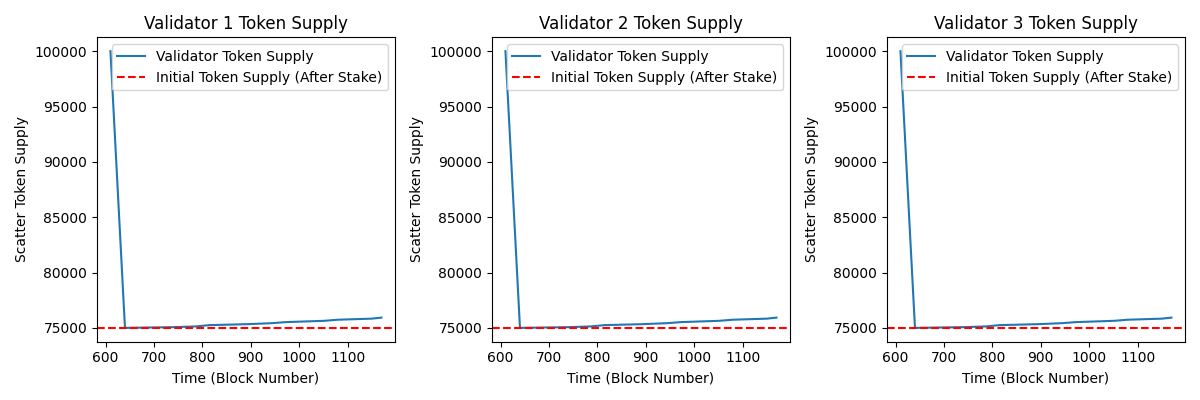 Validator 1 Token Supply
Validator Token Supply
Initial Token Supply (After Stake)
Scatter Token Supply
100000
95000
90000
85000
80000
75000
600 700 800 900 1000 1100
Time (Block Number)
Validator 2 Token Supply
Validator Token Supply
Initial Token Supply (After Stake)
Scatter Token Supply
100000
95000
90000
85000
80000
75000
600 700 800 900 1000 1100
Time (Block Number)
Validator 3 Token Supply
Validator Token Supply
Initial Token Supply (After Stake)
Scatter Token Supply
100000
95000
90000
85000
80000
75000
600 700 800 900 1000 1100
Time (Block Number)